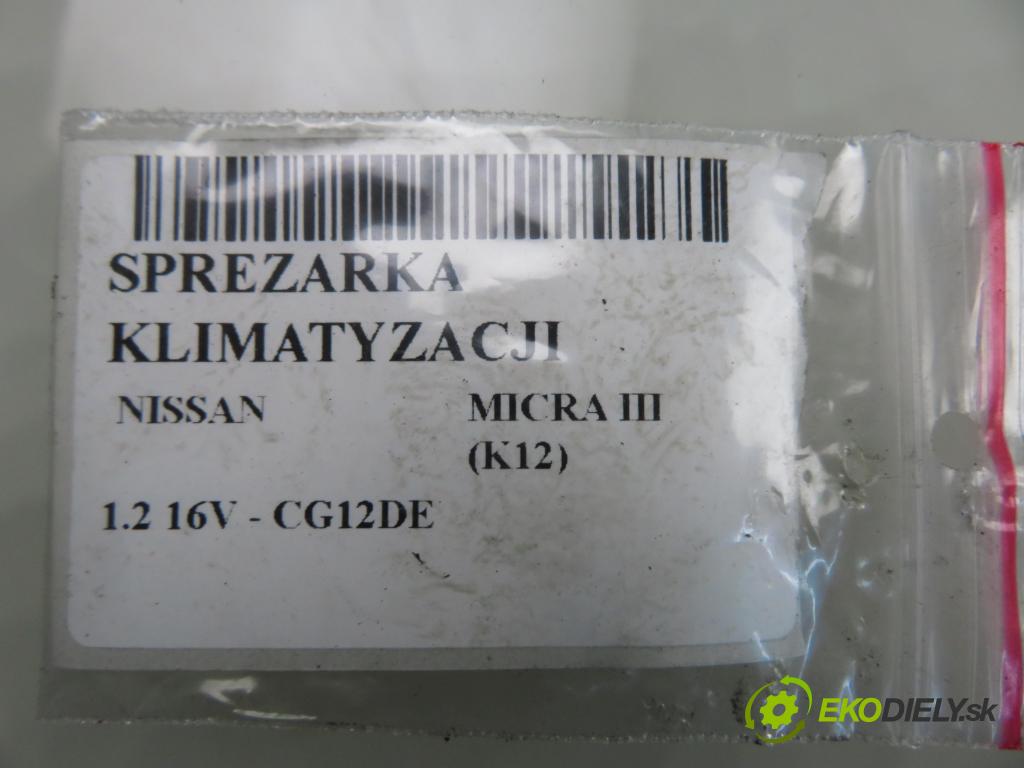 SPREZARKA
KLIMATYZACJI
NISSAN MICRA III
(K12)
1.2 16V - CG12DE
EKODIELY.sk